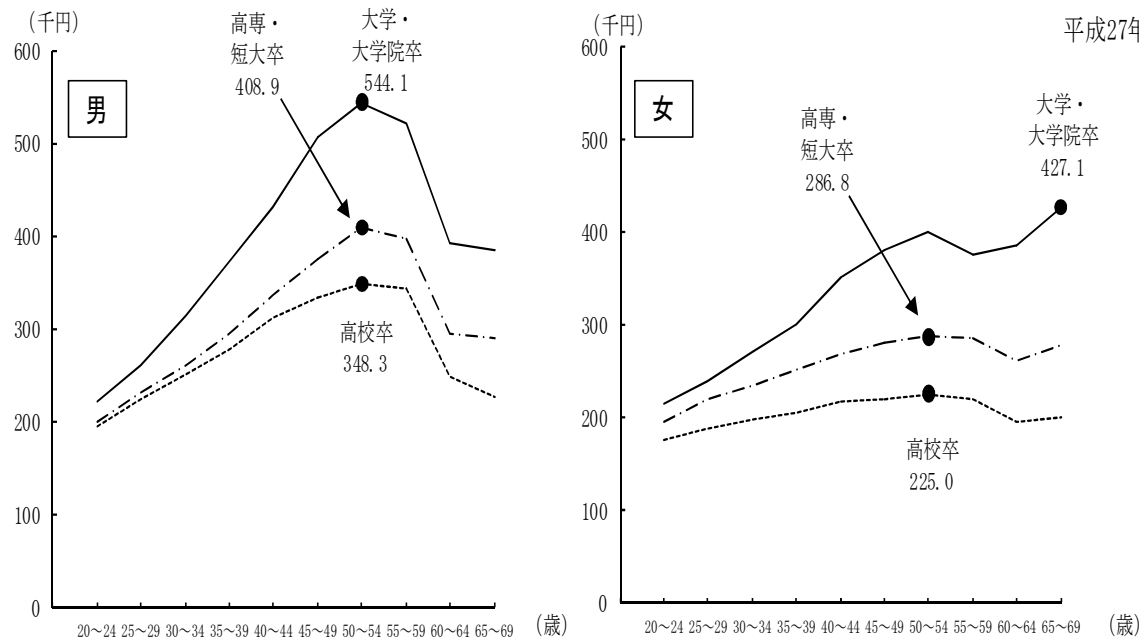 (千円)
600
500
400
300
200
100
0
男
高専・
短大卒
408.9
大学・
大学院卒
544.1
高校卒
348.3
20～24 25～29 30～34 35～39 40～44 45～49 50～54 55～59 60～64 65～69 (歳)
(千円)
平成27年
600
500
400
300
200
100
0
女
高専・
短大卒
286.8
大学・
大学院卒
427.1
高校卒
225.0
20～24 25～29 30～34 35～39 40～44 45～49 50～54 55～59 60～64 65～69 (歳)